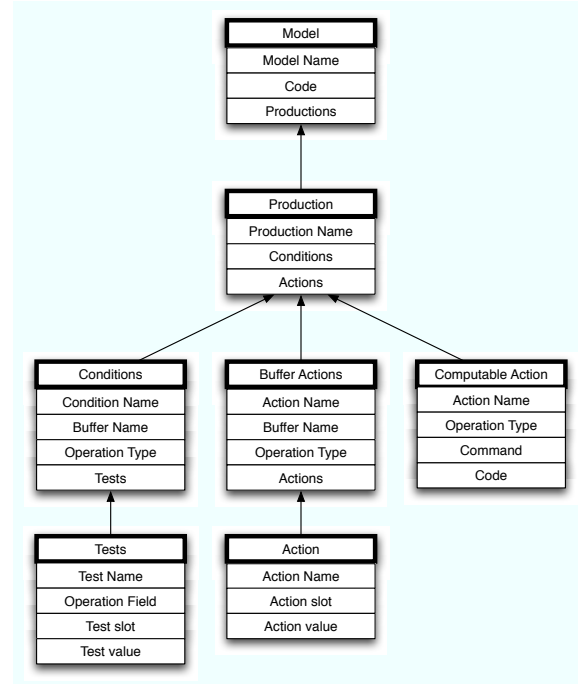 Model
Model Name
Code
Productions
Production
Production Name
Conditions
Actions
Conditions
Condition Name
Buffer Name
Operation Type
Tests
Buffer Actions
Action Name
Buffer Name
Operation Type
Actions
Computable Action
Action Name
Operation Type
Command
Code
Tests
Test Name
Operation Field
Test slot
Test value
Action
Action Name
Action slot
Action value